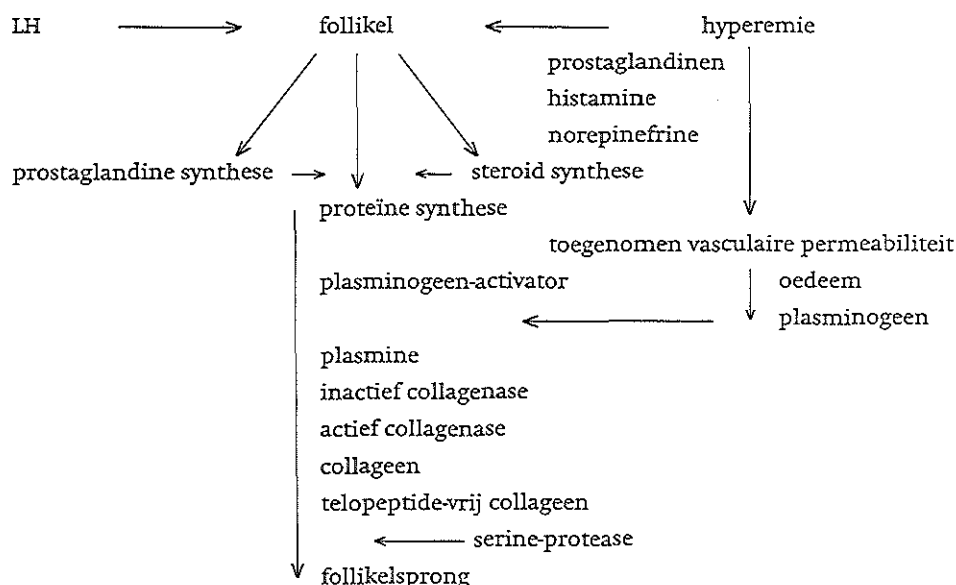 LH follikel hyperemie
prostaglandinen
histamine
norepinefrine
prostaglandine synthese steroid synthese
proteïne synthese
toegenomen vasculaire permeabiliteit
plasminogeen-activator oedeem
plasminogeen
plasmine
inactief collagenase
actief collagenase
collageen
telopeptide-vrij collageen
serine-protease
follikelsprong